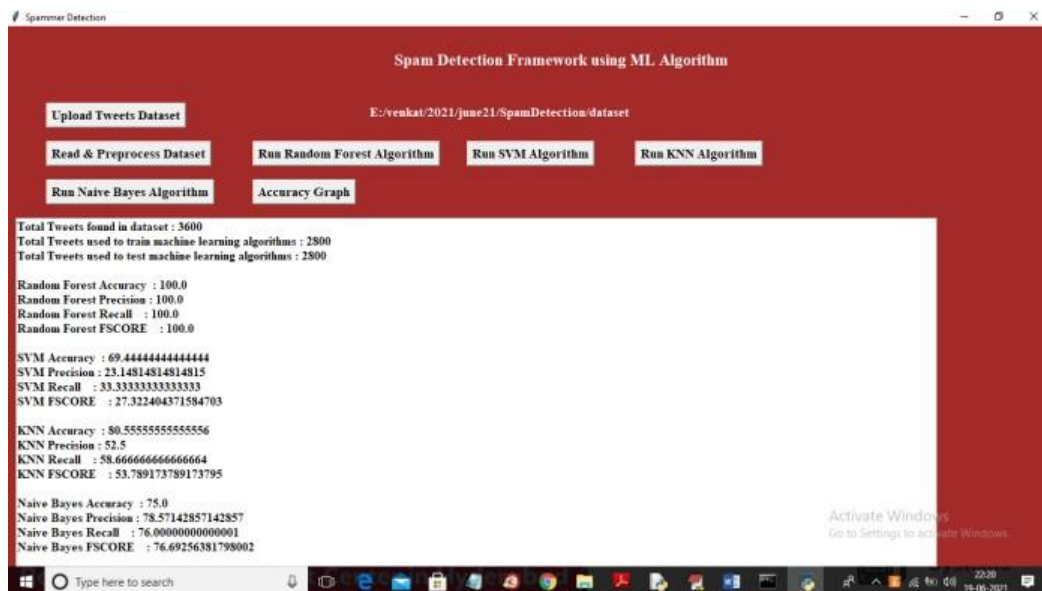 Spammer Detection
Spam Detection Framework using ML Algorithm
Upload Tweets Dataset
E:/venkat/2021/june21/SpamDetection/dataset
Read & Preprocess Dataset
Run Random Forest Algorithm
Run SVM Algorithm
Run KNN Algorithm
Run Naive Bayes Algorithm
Accuracy Graph
Total Tweets found in dataset : 3600
Total Tweets used to train machine learning algorithms : 2800
Total Tweets used to test machine learning algorithms : 2800
Random Forest Accuracy : 100.0
Random Forest Precision : 100.0
Random Forest Recall : 100.0
Random Forest FSCORE : 100.0
SVM Accuracy : 69.44444444444444
SVM Precision : 23.14814814814815
SVM Recall : 33.33333333333333
SVM FSCORE : 27.322404371584703
KNN Accuracy : 80.55555555555556
KNN Precision : 52.5
KNN Recall : 58.666666666666664
KNN FSCORE : 53.789173789173795
Naive Bayes Accuracy : 75.0
Naive Bayes Precision : 78.57142857142857
Naive Bayes Recall : 76.00000000000001
Naive Bayes FSCORE : 76.69256381798002
Activate Windows
Go to Settings to activate Windows.
Type here to search
22:20
19-06-2021